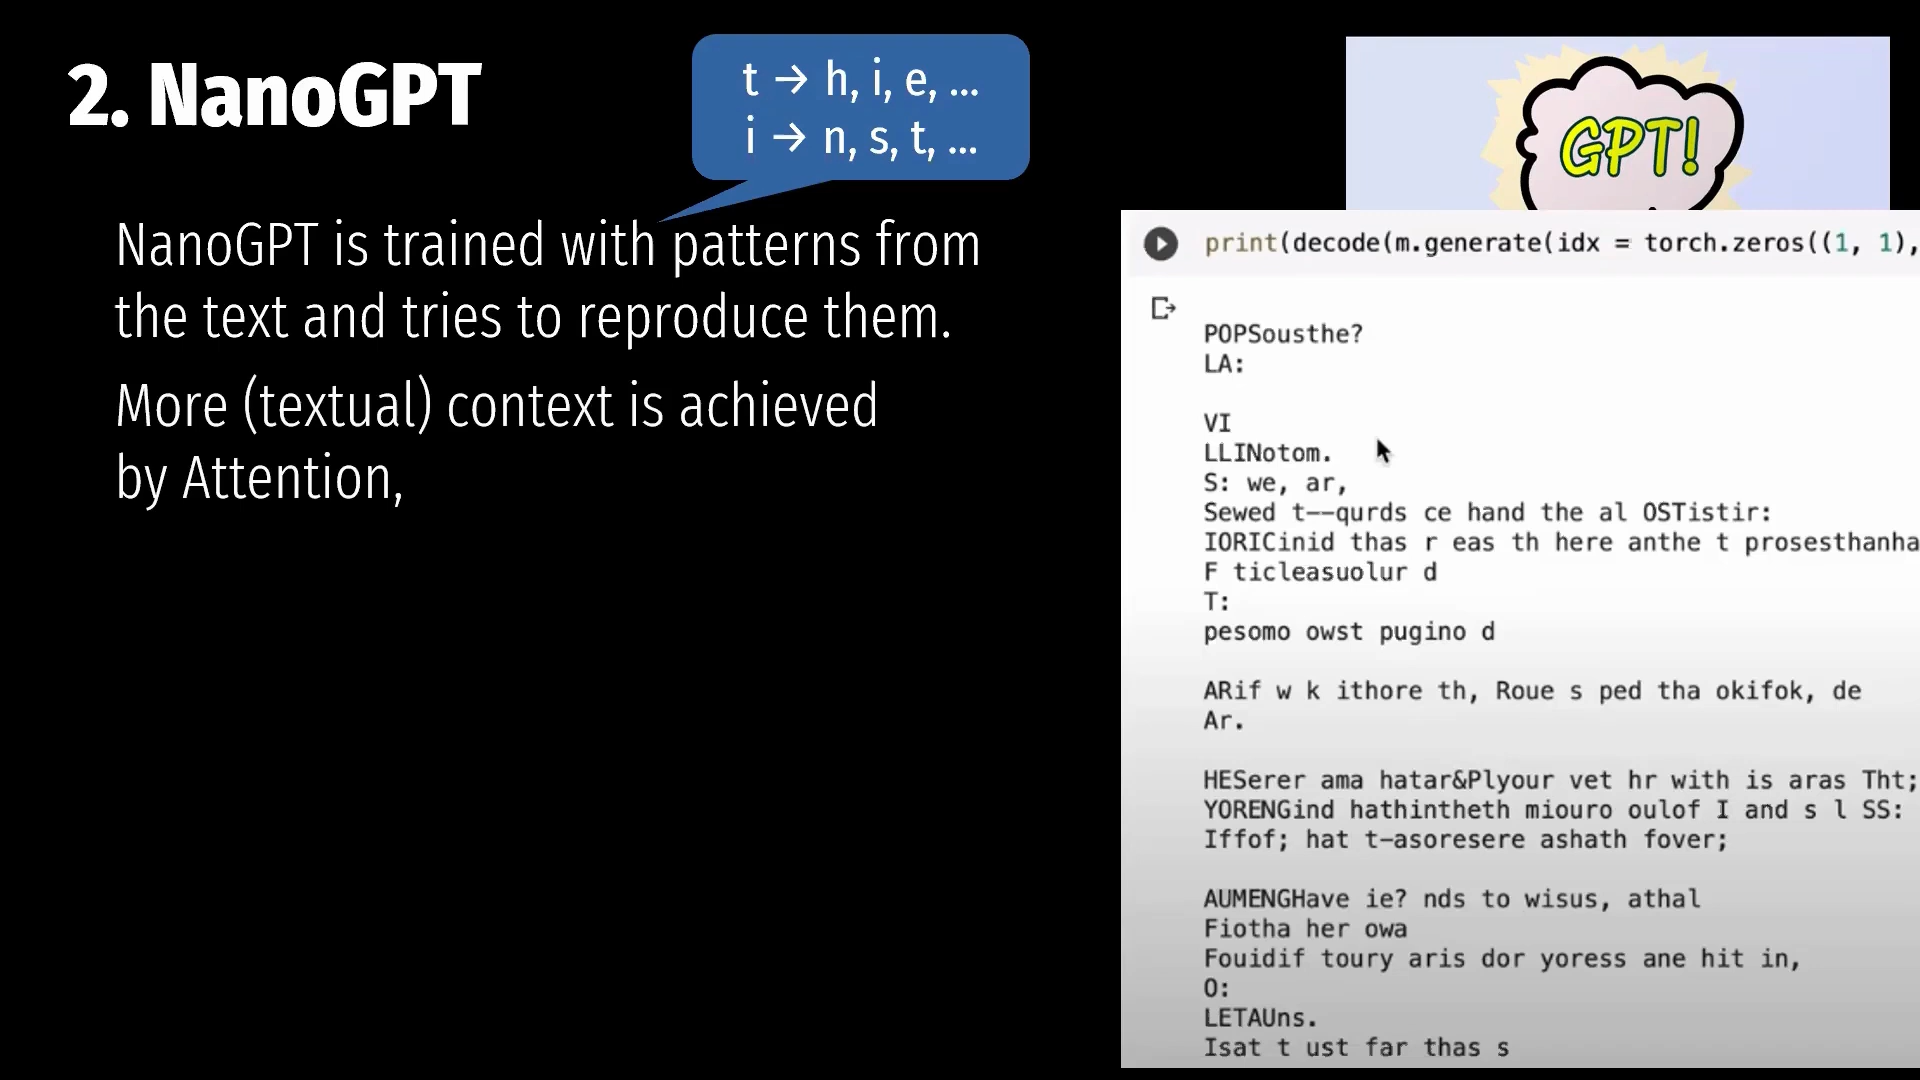 2. NanoGPT
t → h, i, e, ...
i → n, s, t, ...
NanoGPT is trained with patterns from
the text and tries to reproduce them.
More (textual) context is achieved
by Attention,
GPT!
print(decode(m.generate(idx = torch.zeros((1, 1),
POPSousthe?
LA:
VI
LLINotom.
S: we, ar,
Sewed t--qurds ce hand the al OSTistir:
IORICinid thas r eas th here anthe t prosesthanha
F ticleasuolur d
T:
pesomo owst pugino d
ARif w k ithore th, Roue s ped tha okifok, de
Ar.
HESerer ama hatar&Plyour vet hr with is aras Tht;
YORENGind hathintheth miouro oulof I and s l SS:
Iffof; hat t-asoresere ashath fover;
AUMENGHave ie? nds to wisus, athal
Fiotha her owa
Fouidif toury aris dor yoress ane hit in,
O:
LETAUns.
Isat t ust far thas s